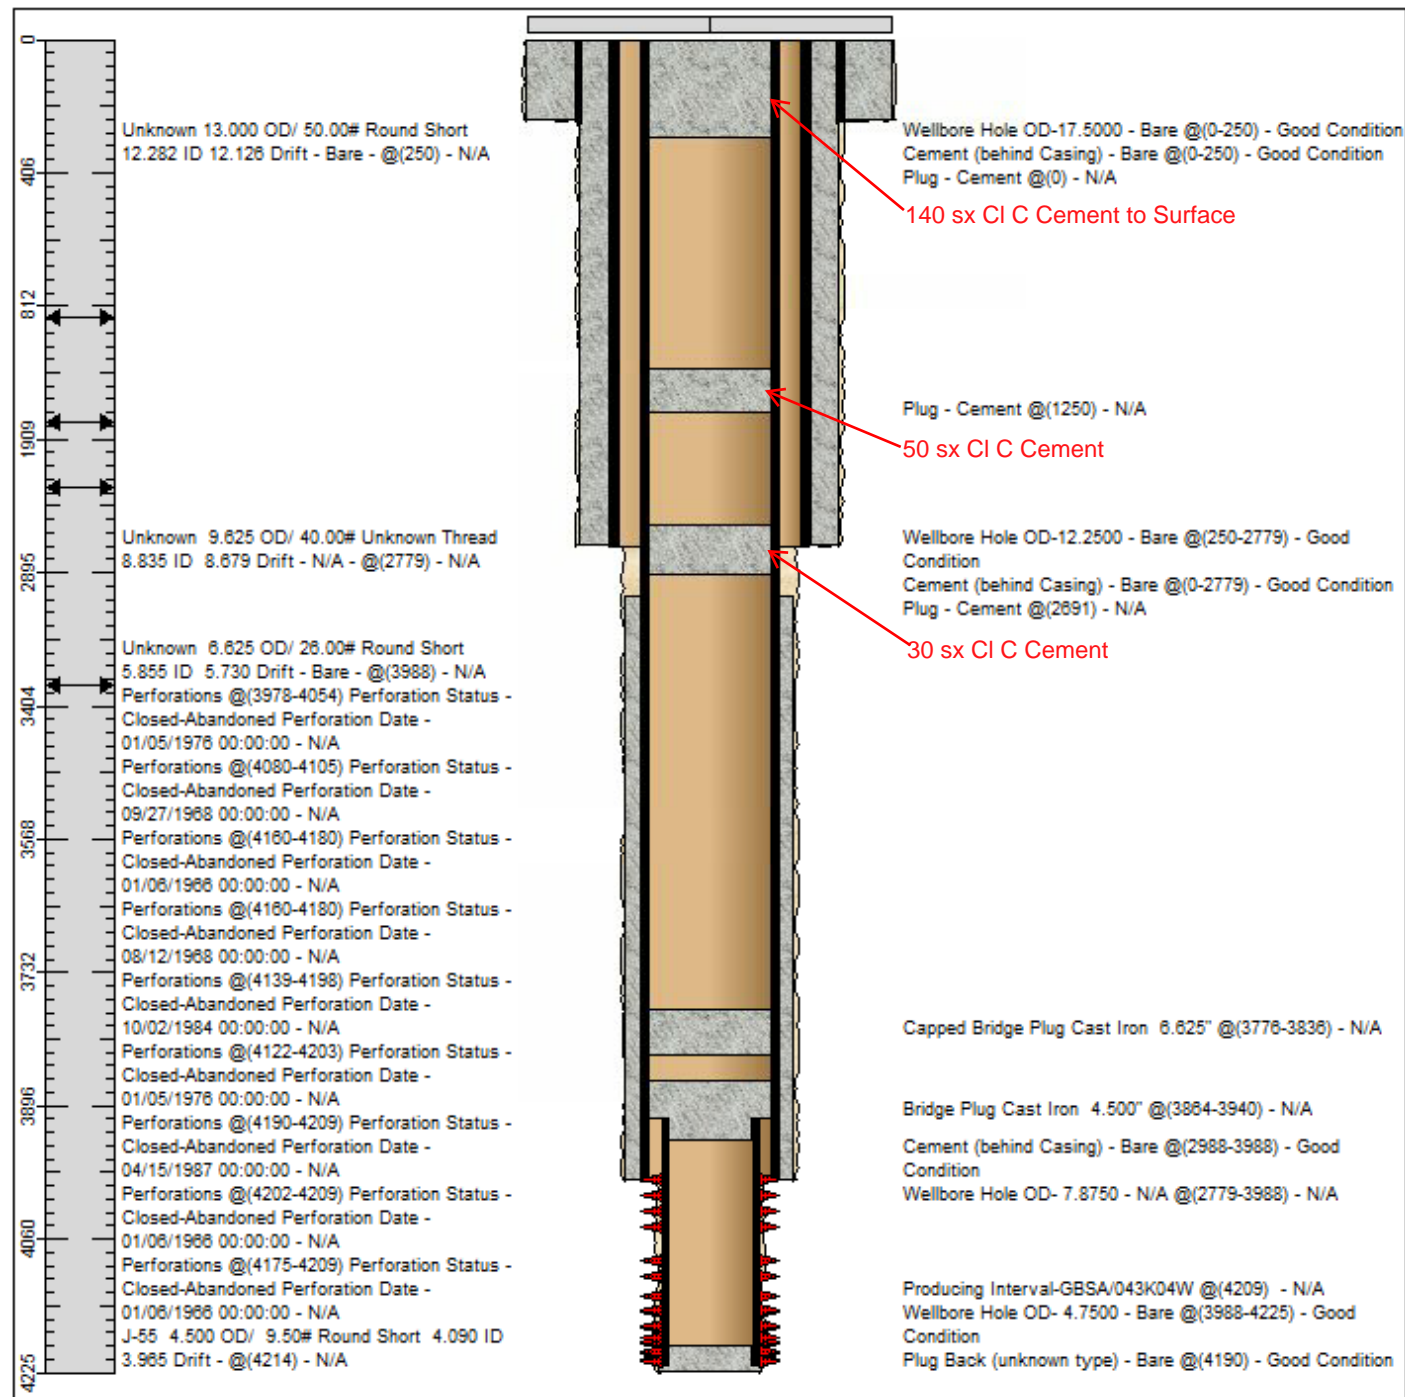 0
406
812
1909
2895
3404
3568
3732
3896
4060
4225
Unknown 13.000 OD/ 50.00# Round Short
12.282 ID 12.126 Drift - Bare - @(250) - N/A
Unknown 9.625 OD/ 40.00# Unknown Thread
8.835 ID 8.679 Drift - N/A - @(2779) - N/A
Unknown 6.625 OD/ 26.00# Round Short
5.855 ID 5.730 Drift - Bare - @(3988) - N/A
Perforations @(3978-4054) Perforation Status -
Closed-Abandoned Perforation Date -
01/05/1976 00:00:00 - N/A
Perforations @(4080-4105) Perforation Status -
Closed-Abandoned Perforation Date -
09/27/1968 00:00:00 - N/A
Perforations @(4160-4180) Perforation Status -
Closed-Abandoned Perforation Date -
01/06/1966 00:00:00 - N/A
Perforations @(4160-4180) Perforation Status -
Closed-Abandoned Perforation Date -
08/12/1968 00:00:00 - N/A
Perforations @(4139-4198) Perforation Status -
Closed-Abandoned Perforation Date -
10/02/1984 00:00:00 - N/A
Perforations @(4122-4203) Perforation Status -
Closed-Abandoned Perforation Date -
01/05/1976 00:00:00 - N/A
Perforations @(4190-4209) Perforation Status -
Closed-Abandoned Perforation Date -
04/15/1987 00:00:00 - N/A
Perforations @(4202-4209) Perforation Status -
Closed-Abandoned Perforation Date -
01/06/1966 00:00:00 - N/A
Perforations @(4175-4209) Perforation Status -
Closed-Abandoned Perforation Date -
01/06/1966 00:00:00 - N/A
J-55 4.500 OD/ 9.50# Round Short 4.090 ID
3.965 Drift - @(4214) - N/A
Wellbore Hole OD-17.5000 - Bare @(0-250) - Good Condition
Cement (behind Casing) - Bare @(0-250) - Good Condition
Plug - Cement @(0) - N/A
140 sx Cl C Cement to Surface
Plug - Cement @(1250) - N/A
50 sx Cl C Cement
Wellbore Hole OD-12.2500 - Bare @(250-2779) - Good
Condition
Cement (behind Casing) - Bare @(0-2779) - Good Condition
Plug - Cement @(2691) - N/A
30 sx Cl C Cement
Capped Bridge Plug Cast Iron 6.625" @(3776-3836) - N/A
Bridge Plug Cast Iron 4.500" @(3864-3940) - N/A
Cement (behind Casing) - Bare @(2988-3988) - Good
Condition
Wellbore Hole OD- 7.8750 - N/A @(2779-3988) - N/A
Producing Interval-GBSA/043K04W @(4209) - N/A
Wellbore Hole OD- 4.7500 - Bare @(3988-4225) - Good
Condition
Plug Back (unknown type) - Bare @(4190) - Good Condition